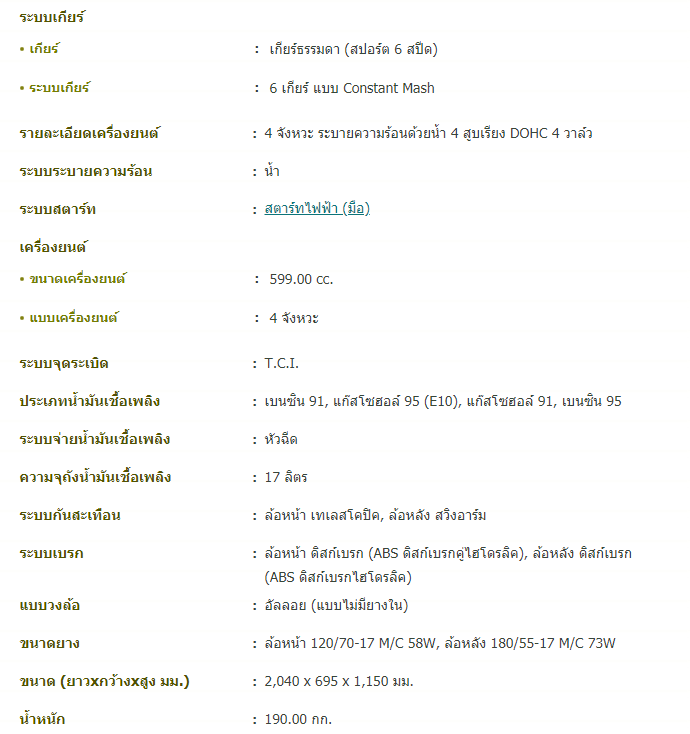 ระบบเกียร์
• เกียร์ : เกียร์ธรรมดา (สปอร์ต 6 สปีด)
• ระบบเกียร์ : 6 เกียร์ แบบ Constant Mash
รายละเอียดเครื่องยนต์ : 4 จังหวะ ระบายความร้อนด้วยน้ำ 4 สูบเรียง DOHC 4 วาล์ว
ระบบระบายความร้อน : น้ำ
ระบบสตาร์ท : สตาร์ทไฟฟ้า (มือ)
เครื่องยนต์
• ขนาดเครื่องยนต์ : 599.00 cc.
• แบบเครื่องยนต์ : 4 จังหวะ
ระบบจุดระเบิด : T.C.I.
ประเภทน้ำมันเชื้อเพลิง : เบนซิน 91, แก๊สโซฮอล์ 95 (E10), แก๊สโซฮอล์ 91, เบนซิน 95
ระบบจ่ายน้ำมันเชื้อเพลิง : หัวฉีด
ความจุถังน้ำมันเชื้อเพลิง : 17 ลิตร
ระบบกันสะเทือน : ล้อหน้า เทเลสโคปิค, ล้อหลัง สวิงอาร์ม
ระบบเบรก : ล้อหน้า ดิสก์เบรก (ABS ดิสก์เบรกคู่ไฮโดรลิค), ล้อหลัง ดิสก์เบรก
(ABS ดิสก์เบรกไฮโดรลิค)
แบบวงล้อ : อัลลอย (แบบไม่มียางใน)
ขนาดยาง : ล้อหน้า 120/70-17 M/C 58W, ล้อหลัง 180/55-17 M/C 73W
ขนาด (ยาวxกว้างxสูง มม.) : 2,040 x 695 x 1,150 มม.
น้ำหนัก : 190.00 กก.